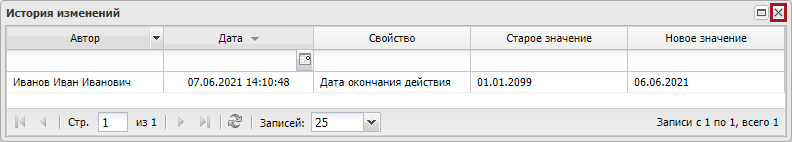 История изменений
Автор Дата Свойство Старое значение Новое значение
Иванов Иван Иванович 07.06.2021 14:10:48 Дата окончания действия 01.01.2099 06.06.2021
Стр. 1 из 1 Записей: 25 Записи с 1 по 1, всего 1